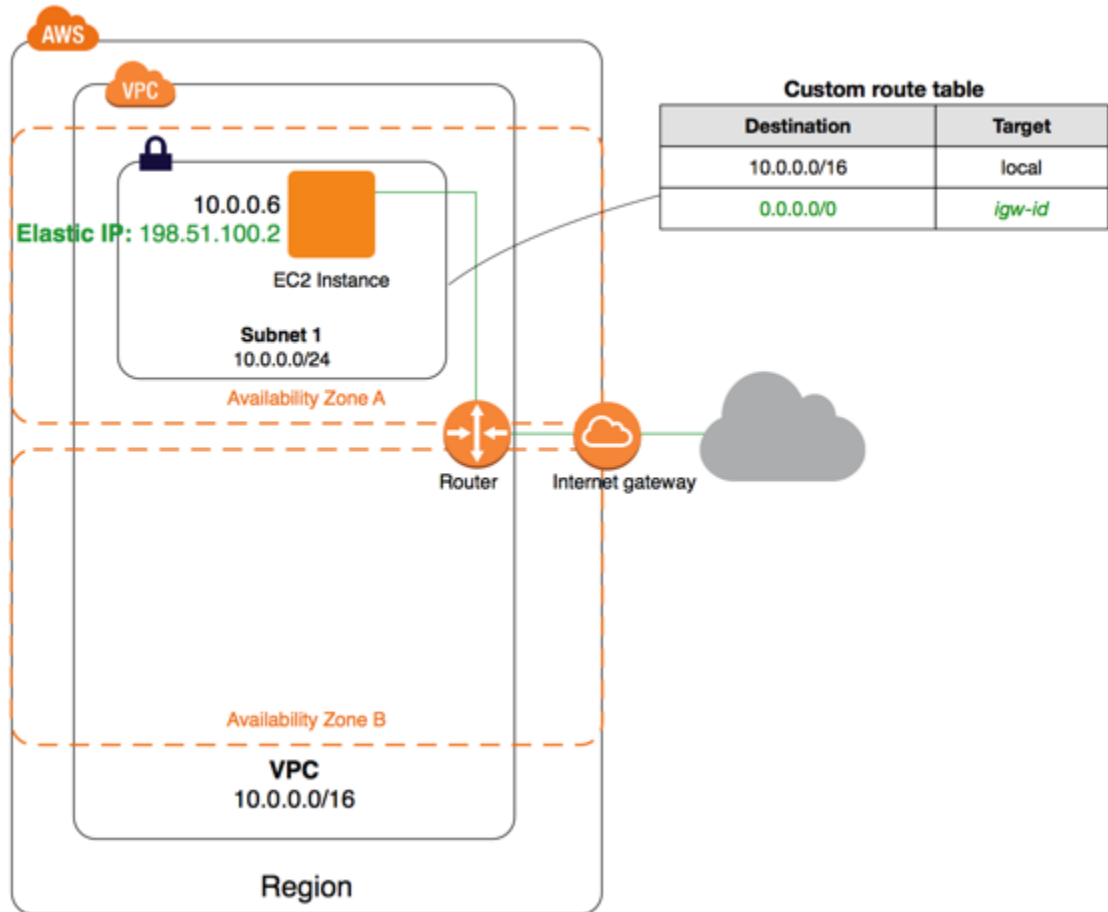 AWS
VPC
Custom route table
Destination Target
10.0.0.0/16 local
0.0.0.0/0 igw-id
10.0.0.6
Elastic IP: 198.51.100.2
EC2 Instance
Subnet 1
10.0.0.0/24
Availability Zone A
Router
Internet gateway
Availability Zone B
VPC
10.0.0.0/16
Region